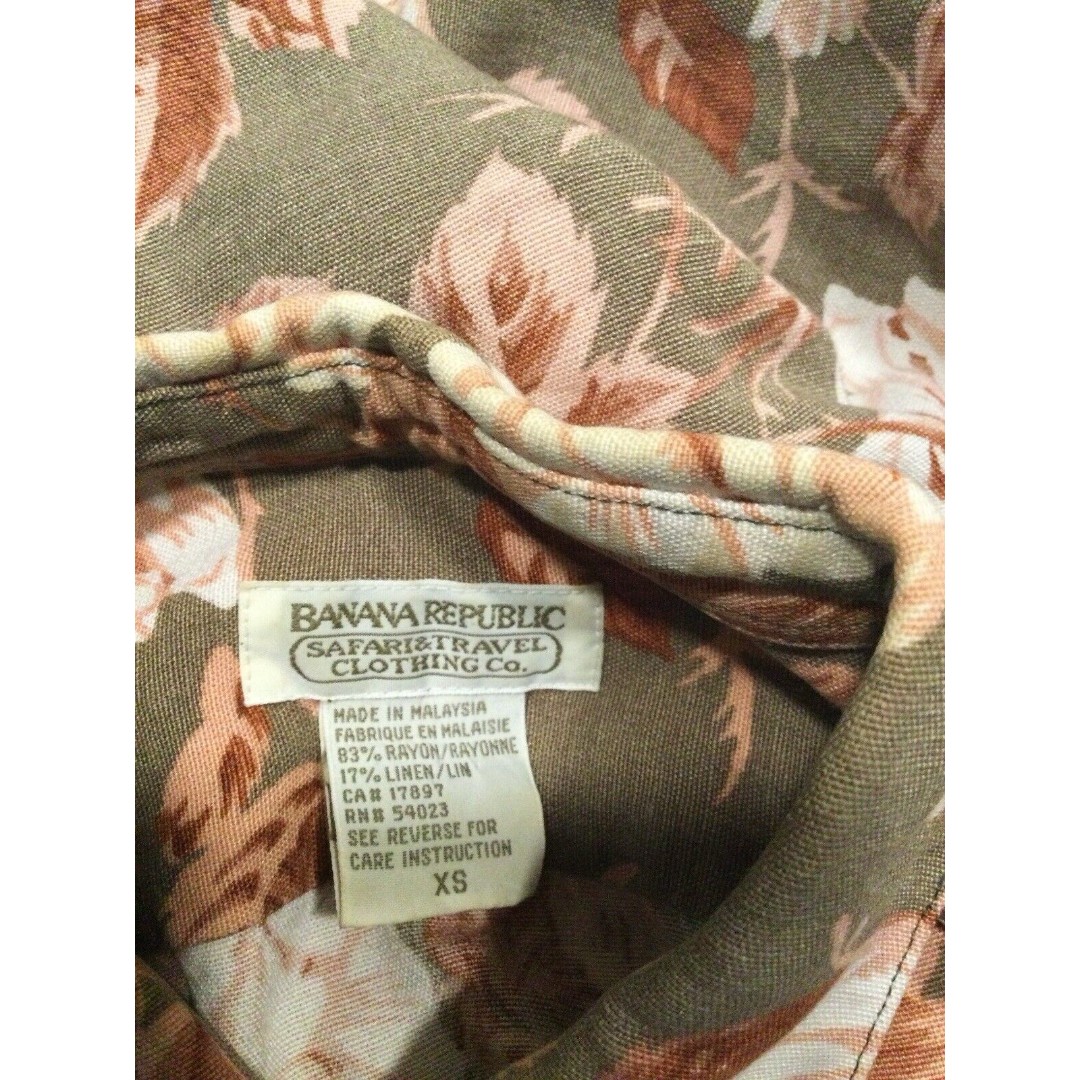 BANANA REPUBLIC
SAFARI & TRAVEL
CLOTHING Co.
MADE IN MALAYSIA
FABRIQUE EN MALAISIE
83% RAYON/RAYONNE
17% LINEN/LIN
CA# 17897
RN# 54023
SEE REVERSE FOR
CARE INSTRUCTION
XS